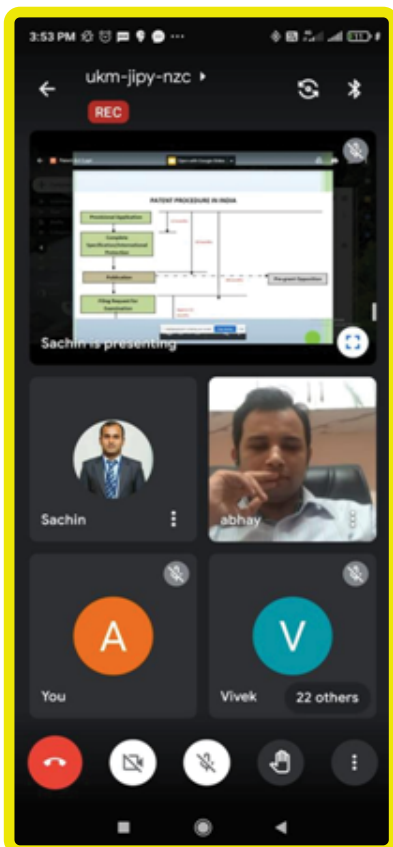 3:53 PM
ukm-jipy-nzc
REC
PATENT PROCEDURE IN INDIA
Provisional Application
Complete
Specification/International
Protection
Publication
Pre-grant Opposition
Filing Request for
Examination
Sachin is presenting
Sachin
abhay
A
V
You
Vivek
22 others